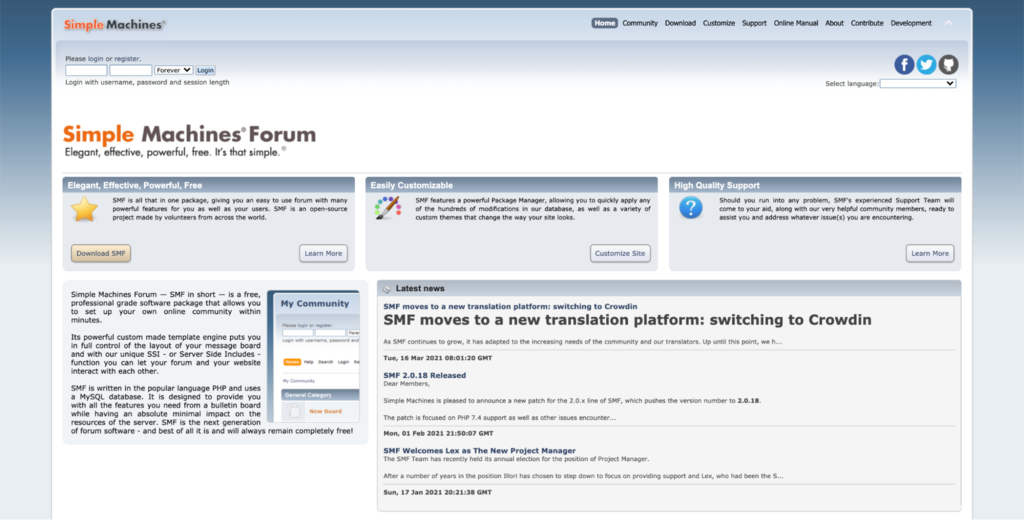 Simple Machines®
Home Community Download Customize Support Online Manual About Contribute Development
Please login or register.
Forever Login
Login with username, password and session length
Select language:
Simple Machines® Forum
Elegant, effective, powerful, free. It's that simple.®
Elegant, Effective, Powerful, Free
SMF is all that in one package, giving you an easy to use forum with many
powerful features for you as well as your users. SMF is an open-source
project made by volunteers from across the world.
Download SMF
Learn More
Easily Customizable
SMF features a powerful Package Manager, allowing you to quickly apply any
of the hundreds of modifications in our database, as well as a variety of
custom themes that change the way your site looks.
Customize Site
High Quality Support
Should you run into any problem, SMF's experienced Support Team will
come to your aid, along with our very helpful community members, ready to
assist you and address whatever issue(s) you are encountering.
Learn More
Simple Machines Forum — SMF in short — is a free,
professional grade software package that allows you
to set up your own online community within
minutes.
Its powerful custom made template engine puts you
in full control of the layout of your message board
and with our unique SSI - or Server Side Includes -
function you can let your forum and your website
interact with each other.
SMF is written in the popular language PHP and uses
a MySQL database. It is designed to provide you
with all the features you need from a bulletin board
while having an absolute minimal impact on the
resources of the server. SMF is the next generation
of forum software - and best of all it is and will always remain completely free!
My Community
Please login or register.
Fore
Login with username, password and
Home Help Search Login Re
My Community
General Category
New Board
Latest news
SMF moves to a new translation platform: switching to Crowdin
SMF moves to a new translation platform: switching to Crowdin
As SMF continues to grow, it has adapted to the increasing needs of the community and our translators. Up until this point, we h...
Tue, 16 Mar 2021 08:01:20 GMT
SMF 2.0.18 Released
Dear Members,
Simple Machines is pleased to announce a new patch for the 2.0.x line of SMF, which pushes the version number to 2.0.18.
The patch is focused on PHP 7.4 support as well as other issues encounter...
Mon, 01 Feb 2021 21:50:07 GMT
SMF Welcomes Lex as The New Project Manager
The SMF Team has recently held its annual election for the position of Project Manager.
After a number of years in the position Illori has chosen to step down to focus on providing support and Lex, who had been the S...
Sun, 17 Jan 2021 20:21:38 GMT